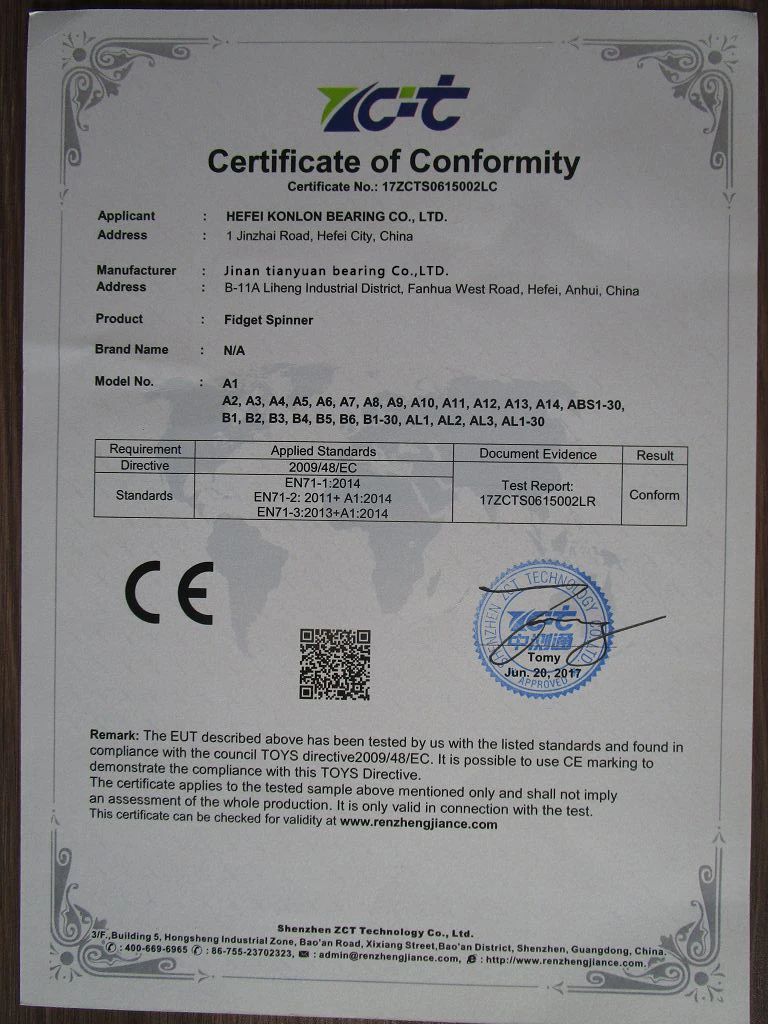 ZCT
Certificate of Conformity
Certificate No.: 17ZCTS0615002LC
Applicant : HEFEI KONLON BEARING CO., LTD.
Address : 1 Jinzhai Road, Hefei City, China
Manufacturer : Jinan tianyuan bearing Co.,LTD.
Address : B-11A Liheng Industrial District, Fanhua West Road, Hefei, Anhui, China
Product : Fidget Spinner
Brand Name : N/A
Model No. : A1
A2, A3, A4, A5, A6, A7, A8, A9, A10, A11, A12, A13, A14, ABS1-30,
B1, B2, B3, B4, B5, B6, B1-30, AL1, AL2, AL3, AL1-30
Requirement Applied Standards Document Evidence Result
Directive 2009/48/EC
Standards
EN71-1:2014
EN71-2: 2011+ A1:2014
EN71-3:2013+A1:2014
Test Report:
17ZCTS0615002LR
Conform
CE
SHENZHEN ZCT TECHNOLOGY CO.,LTD.
ZCT
中测通
Tomy
Jun. 20, 2017
APPROVED
Remark: The EUT described above has been tested by us with the listed standards and found in
compliance with the council TOYS directive2009/48/EC. It is possible to use CE marking to
demonstrate the compliance with this TOYS Directive.
The certificate applies to the tested sample above mentioned only and shall not imply
an assessment of the whole production. It is only valid in connection with the test.
This certificate can be checked for validity at www.renzhengjiance.com
Shenzhen ZCT Technology Co., Ltd.
3/F.,Building 5, Hongsheng Industrial Zone, Bao'an Road, Xixiang Street,Bao'an District, Shenzhen, Guangdong, China.
: 400-669-6965 : 86-755-23702323, : admin@renzhengjiance.com, : http://www.renzhengjiance.com.